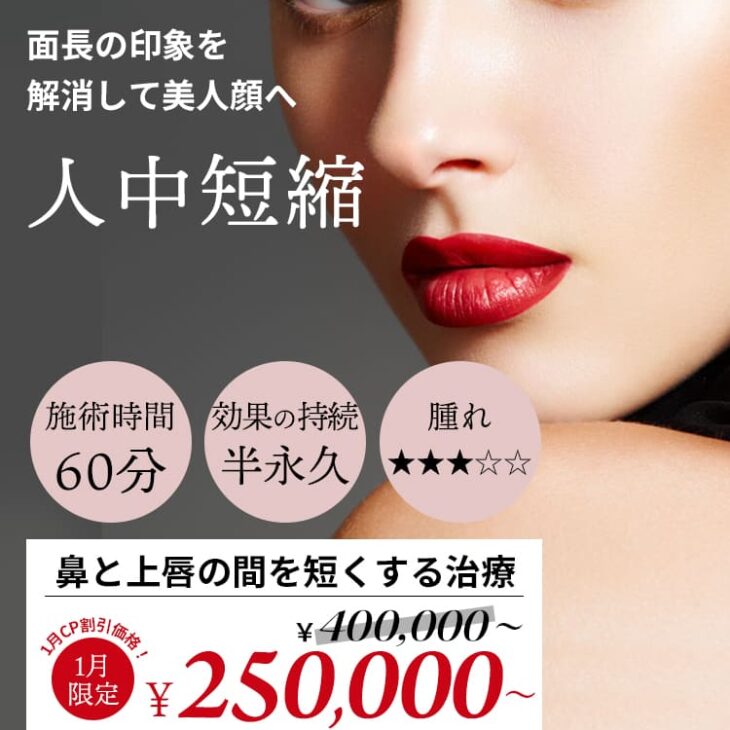 面長の印象を
解消して美人顔へ
人中短縮
施術時間
60分
効果の持続
半永久
腫れ
★★★☆☆
鼻と上唇の間を短くする治療
¥400,000~
1月CP割引価格！
1月
限定
¥250,000~